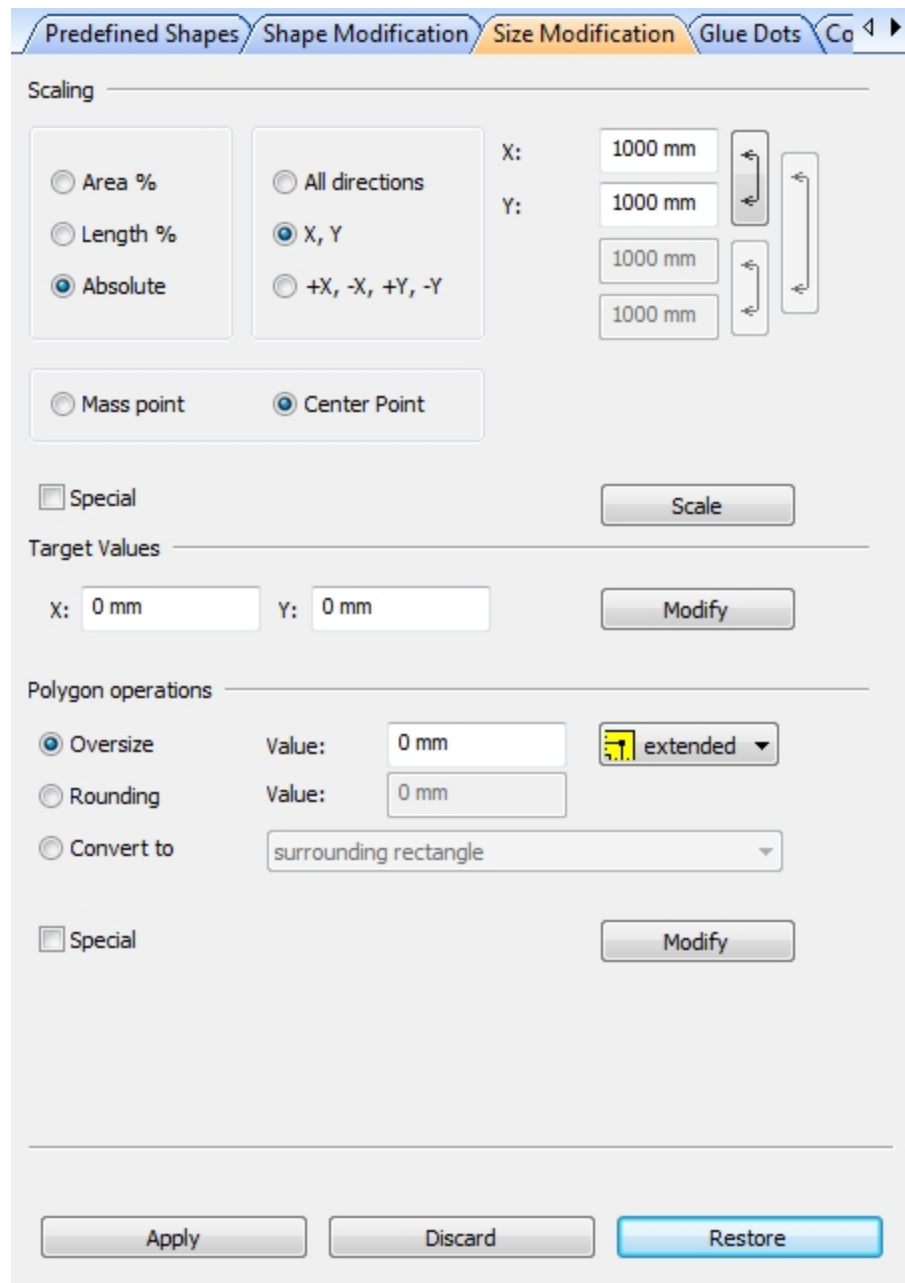 Predefined Shapes Shape Modification Size Modification Glue Dots Co
Scaling
X: 1000 mm
Area % All directions
Y: 1000 mm
Length % X, Y
1000 mm
Absolute +X, -X, +Y, -Y
1000 mm
Mass point Center Point
Special Scale
Target Values
X: 0 mm Y: 0 mm Modify
Polygon operations
Oversize Value: 0 mm extended
Rounding Value: 0 mm
Convert to surrounding rectangle
Special Modify
Apply Discard Restore